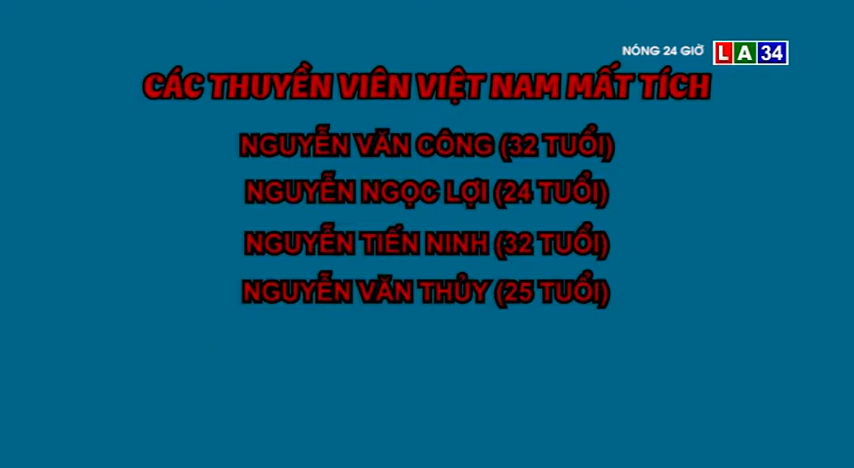 NÓNG 24 GIỜ LA34
CÁC THUYỀN VIÊN VIỆT NAM MẤT TÍCH
NGUYỄN VĂN CÔNG (32 TUỔI)
NGUYỄN NGỌC LỢI (24 TUỔI)
NGUYỄN TIẾN NINH (32 TUỔI)
NGUYỄN VĂN THỦY (25 TUỔI)